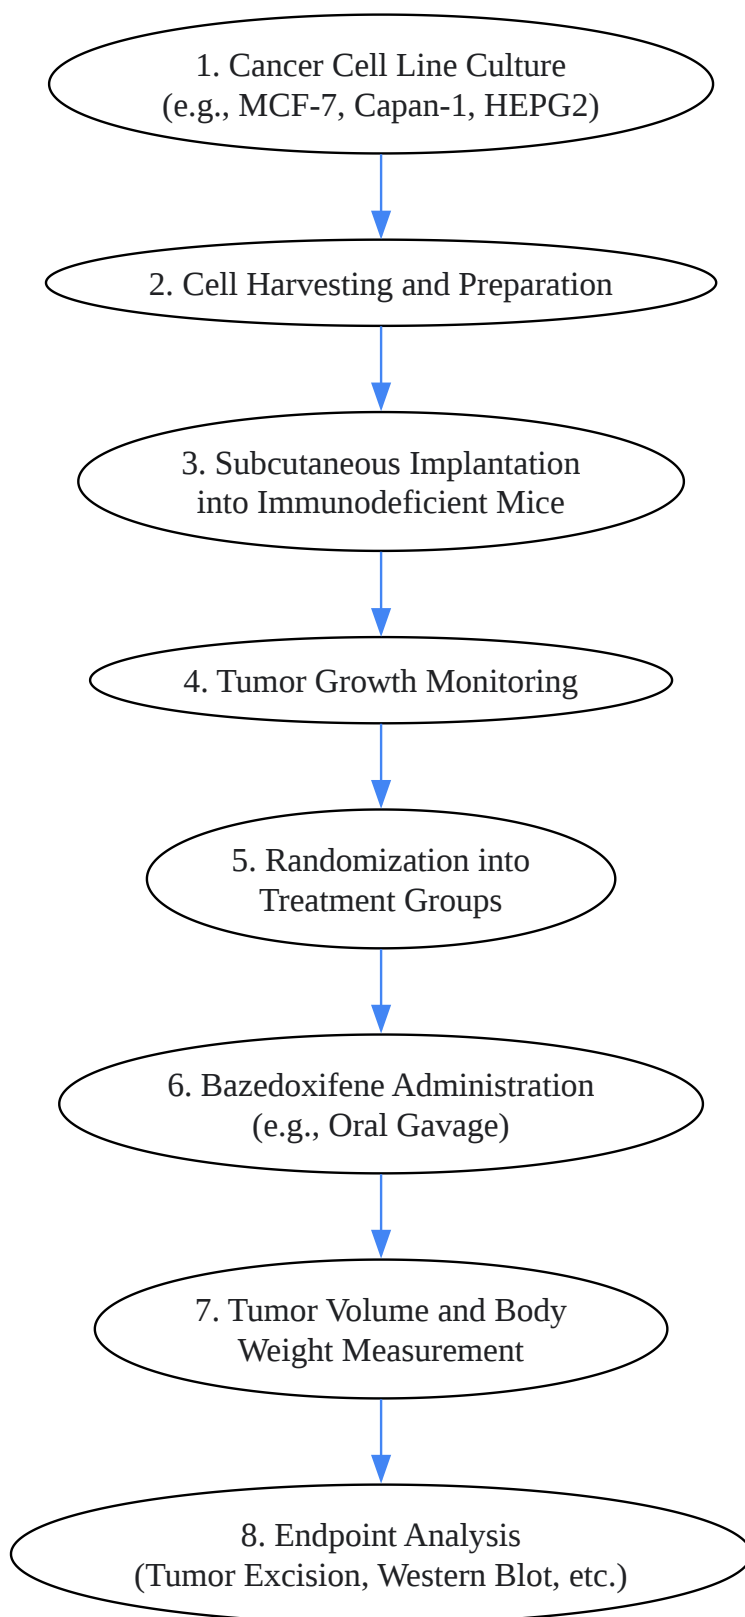 1. Cancer Cell Line Culture
(e.g., MCF-7, Capan-1, HEPG2)
2. Cell Harvesting and Preparation
3. Subcutaneous Implantation
into Immunodeficient Mice
4. Tumor Growth Monitoring
5. Randomization into
Treatment Groups
6. Bazedoxifene Administration
(e.g., Oral Gavage)
7. Tumor Volume and Body
Weight Measurement
8. Endpoint Analysis
(Tumor Excision, Western Blot, etc.)